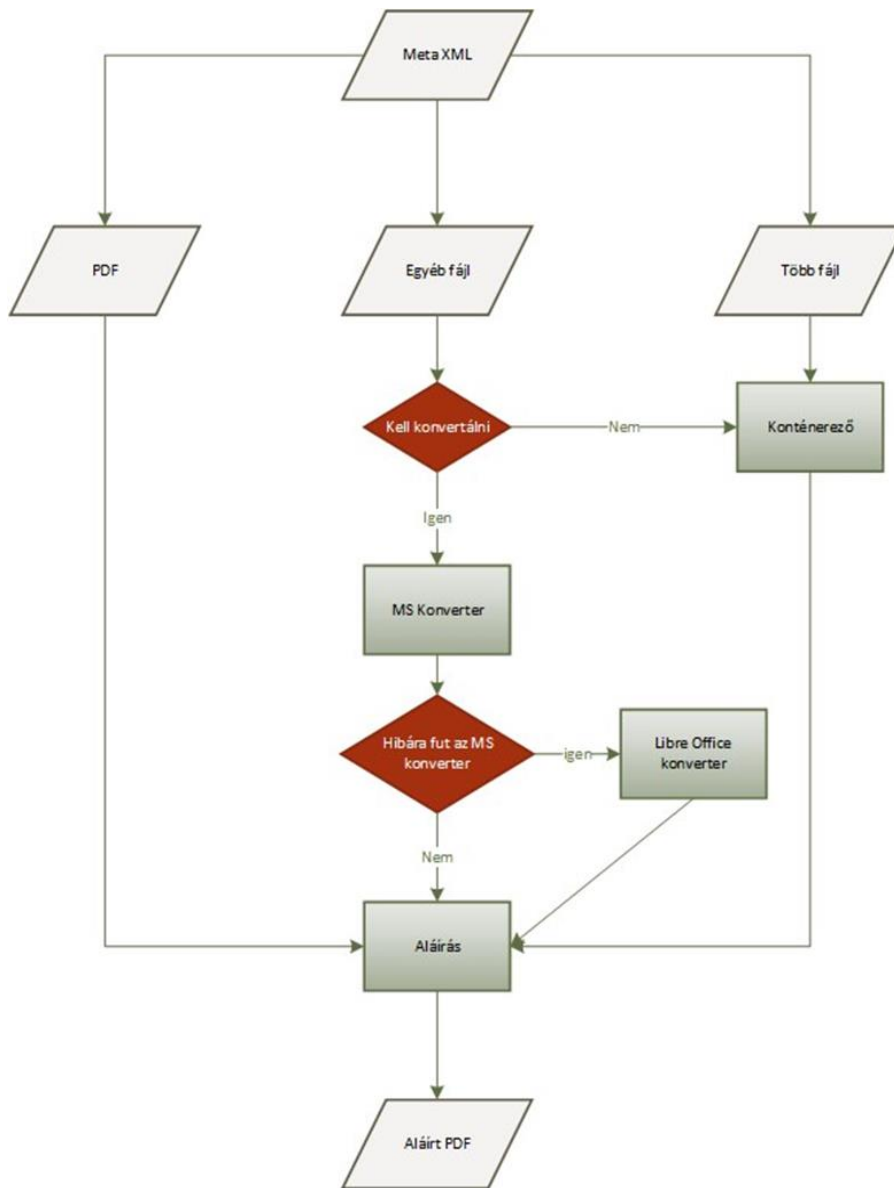 Meta XML
PDF
Egyéb fájl
Több fájl
Kell konvertálni
Nem
Konténerező
Igen
MS Konverter
Hibára fut az MS
konverter
igen
Libre Office
konverter
Nem
Aláírás
Aláírt PDF